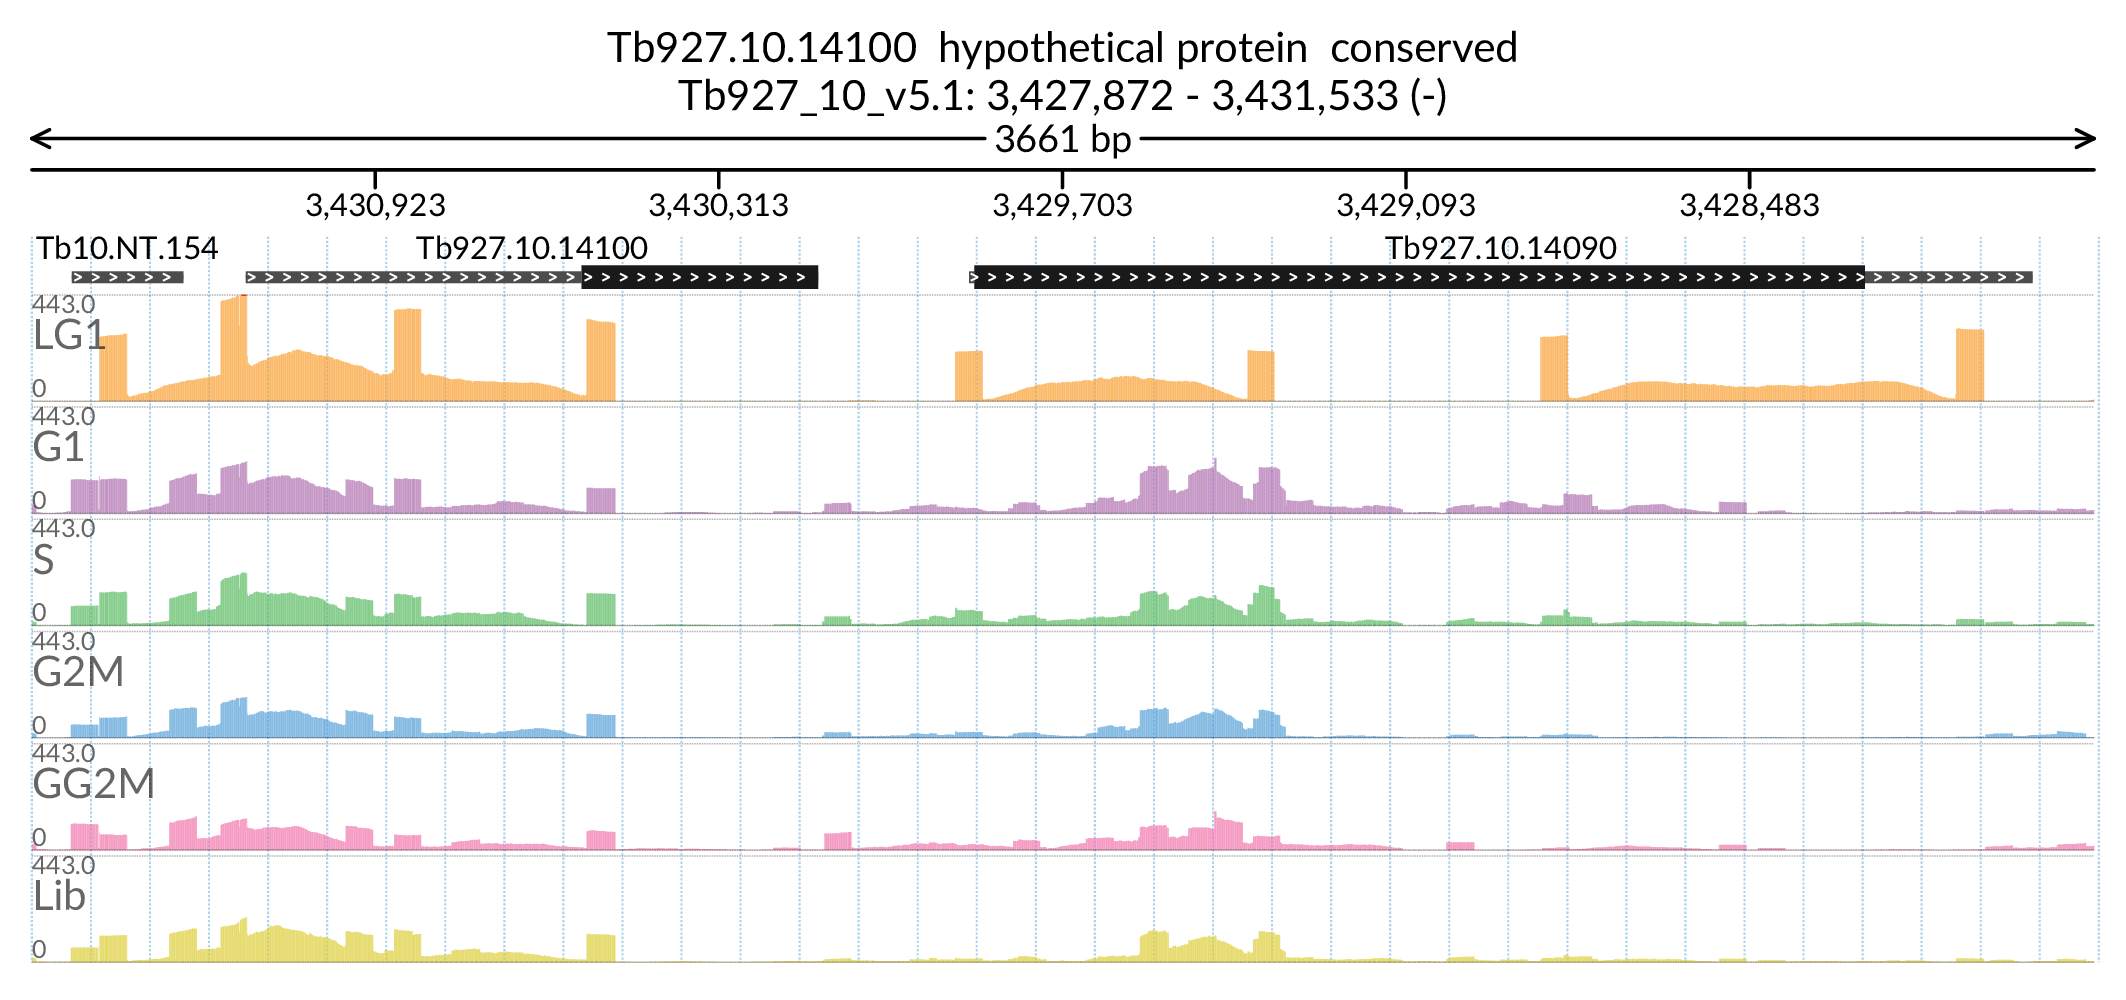 Tb927.10.14100  hypothetical protein  conserved
Tb927_10_v5.1: 3,427,872 - 3,431,533 (-)
3661 bp
3,430,923 3,430,313 3,429,703 3,429,093 3,428,483
Tb10.NT.154 Tb927.10.14100 Tb927.10.14090
443.0
LG1
0
443.0
G1
0
443.0
S
0
443.0
G2M
0
443.0
GG2M
0
443.0
Lib
0